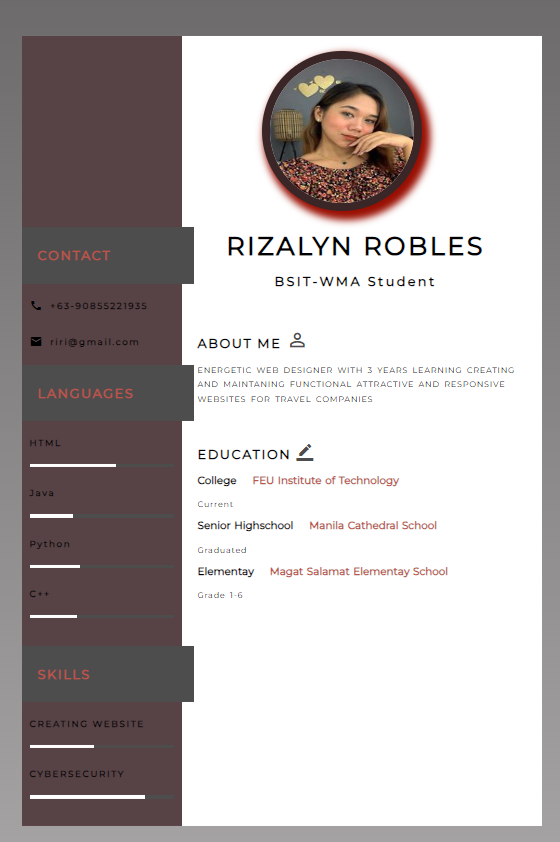 CONTACT
+63-90855221935
riri@gmail.com
LANGUAGES
HTML
Java
Python
C++
SKILLS
CREATING WEBSITE
CYBERSECURITY
RIZALYN ROBLES
BSIT-WMA Student
ABOUT ME
ENERGETIC WEB DESIGNER WITH 3 YEARS LEARNING CREATING
AND MAINTANING FUNCTIONAL ATTRACTIVE AND RESPONSIVE
WEBSITES FOR TRAVEL COMPANIES
EDUCATION
College FEU Institute of Technology
Current
Senior Highschool Manila Cathedral School
Graduated
Elementay Magat Salamat Elementay School
Grade 1-6